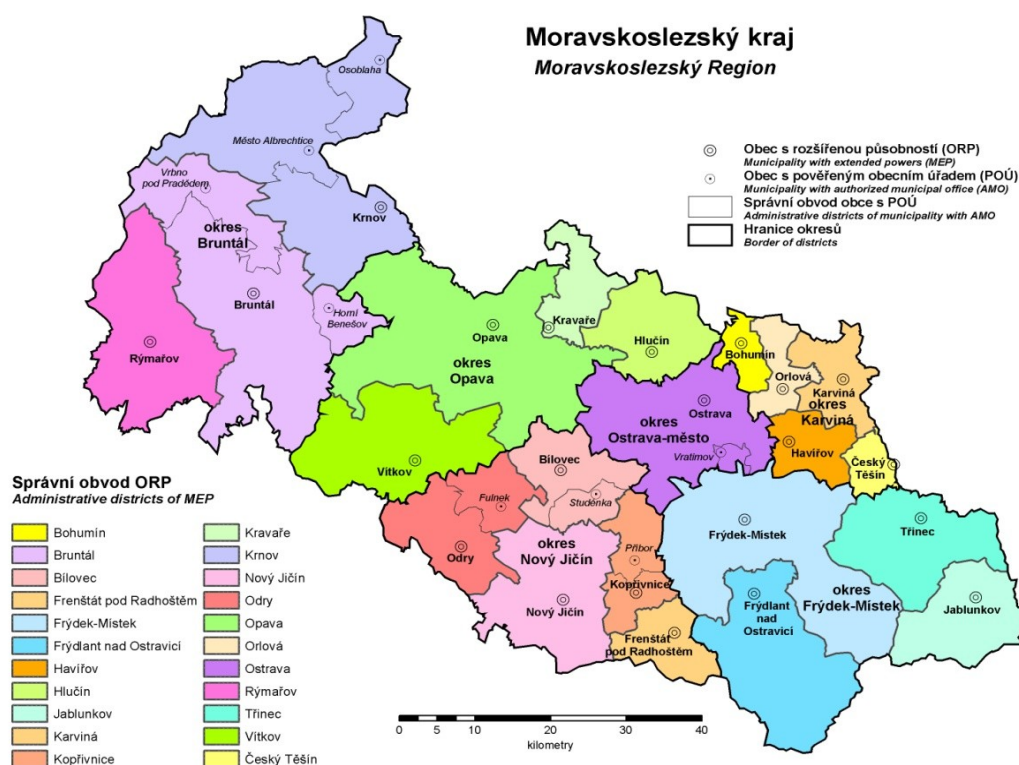 Moravskoslezský kraj
Moravskoslezský Region
Obec s rozšířenou působností (ORP)
Municipality with extended powers (MEP)
Obec s pověřeným obecním úřadem (POÚ)
Municipality with authorized municipal office (AMO)
Správní obvod obce s POÚ
Administrative districts of municipality with AMO
Hranice okresů
Border of districts
Osoblaha
Město Albrechtice
Vrbno
pod Pradědem
Krnov
okres
Bruntál
Bruntál
Horní
Benešov
Rýmařov
Opava
okres
Opava
Kravaře
Hlučín
Bohumín
Orlová
Karviná
okres
Karviná
Ostrava
okres
Ostrava-město
Vratimov
Havířov
Český
Těšín
Vítkov
Bílovec
Studénka
Fulnek
Odry
okres
Nový Jičín
Nový Jičín
Příbor
Kopřivnice
Frenštát
pod Radhoštěm
Frýdek-Místek
okres
Frýdek-Místek
Frýdlant
nad
Ostravicí
Třinec
Jablunkov
Správní obvod ORP
Administrative districts of MEP
Bohumín
Bruntál
Bílovec
Frenštát pod Radhoštěm
Frýdek-Místek
Frýdlant nad Ostravicí
Havířov
Hlučín
Jablunkov
Karviná
Kopřivnice
Kravaře
Krnov
Nový Jičín
Odry
Opava
Orlová
Ostrava
Rýmařov
Třinec
Vítkov
Český Těšín
0 5 10 20 30 40
kilometry